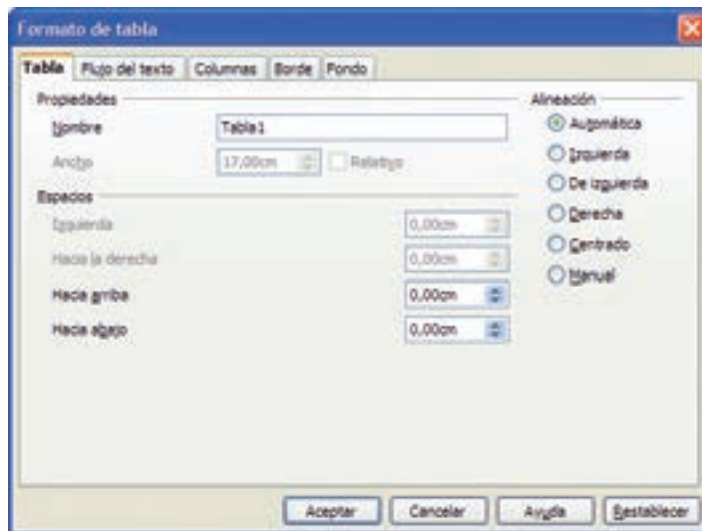 Formato de tabla
Tabla Flujo del texto Columnas Borde Fondo
Propiedades
Nombre Tabla1
Ancho 17,00cm Relativo
Espacios
Izquierda 0,00cm
Hacia la derecha 0,00cm
Hacia arriba 0,00cm
Hacia abajo 0,00cm
Alineación
Automática
Izquierda
De izquierda
Derecha
Centrado
Manual
Aceptar Cancelar Ayuda Restablecer